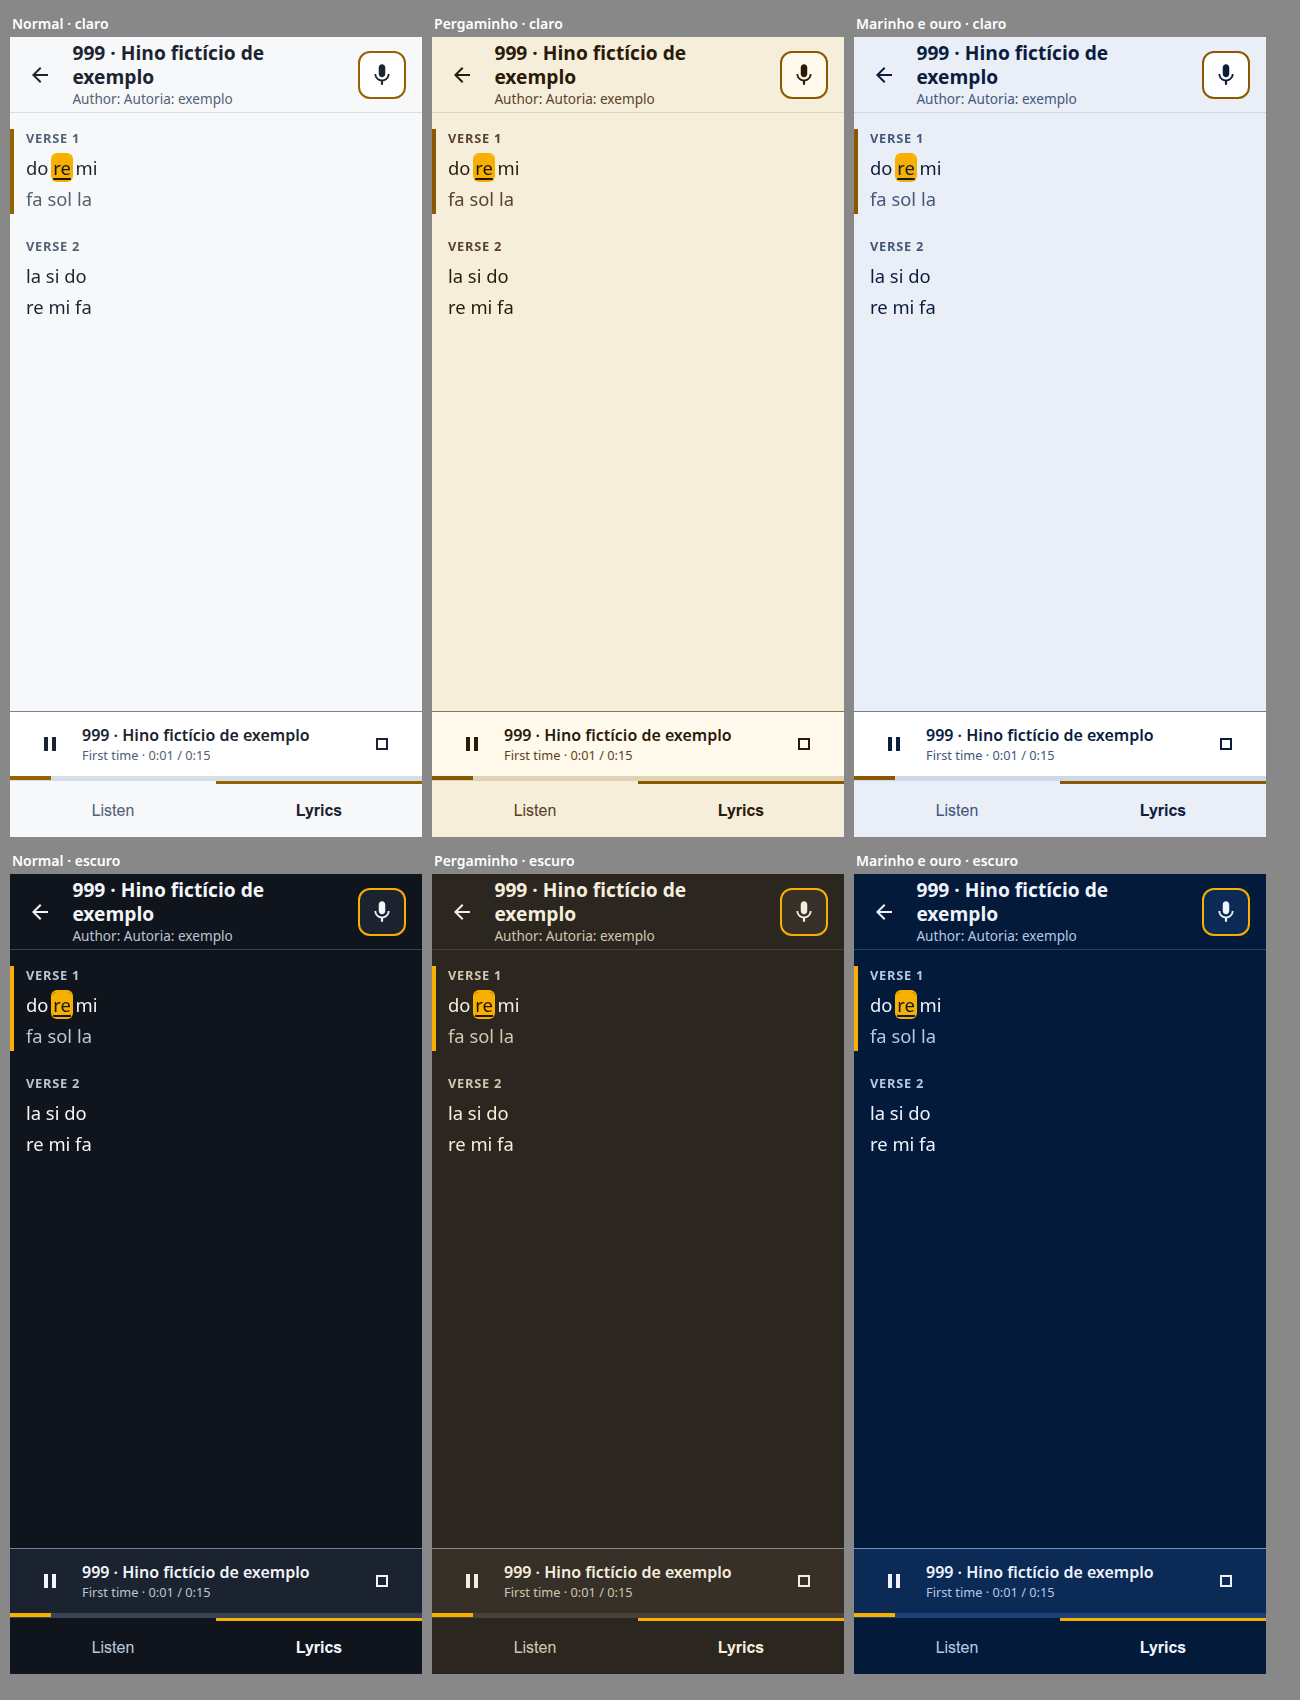 Normal · claro
999 · Hino fictício de
exemplo
Author: Autoria: exemplo
VERSE 1
do re mi
fa sol la
VERSE 2
la si do
re mi fa
999 · Hino fictício de exemplo
First time · 0:01 / 0:15
Listen
Lyrics
Pergaminho · claro
999 · Hino fictício de
exemplo
Author: Autoria: exemplo
VERSE 1
do re mi
fa sol la
VERSE 2
la si do
re mi fa
999 · Hino fictício de exemplo
First time · 0:01 / 0:15
Listen
Lyrics
Marinho e ouro · claro
999 · Hino fictício de
exemplo
Author: Autoria: exemplo
VERSE 1
do re mi
fa sol la
VERSE 2
la si do
re mi fa
999 · Hino fictício de exemplo
First time · 0:01 / 0:15
Listen
Lyrics
Normal · escuro
999 · Hino fictício de
exemplo
Author: Autoria: exemplo
VERSE 1
do re mi
fa sol la
VERSE 2
la si do
re mi fa
999 · Hino fictício de exemplo
First time · 0:01 / 0:15
Listen
Lyrics
Pergaminho · escuro
999 · Hino fictício de
exemplo
Author: Autoria: exemplo
VERSE 1
do re mi
fa sol la
VERSE 2
la si do
re mi fa
999 · Hino fictício de exemplo
First time · 0:01 / 0:15
Listen
Lyrics
Marinho e ouro · escuro
999 · Hino fictício de
exemplo
Author: Autoria: exemplo
VERSE 1
do re mi
fa sol la
VERSE 2
la si do
re mi fa
999 · Hino fictício de exemplo
First time · 0:01 / 0:15
Listen
Lyrics